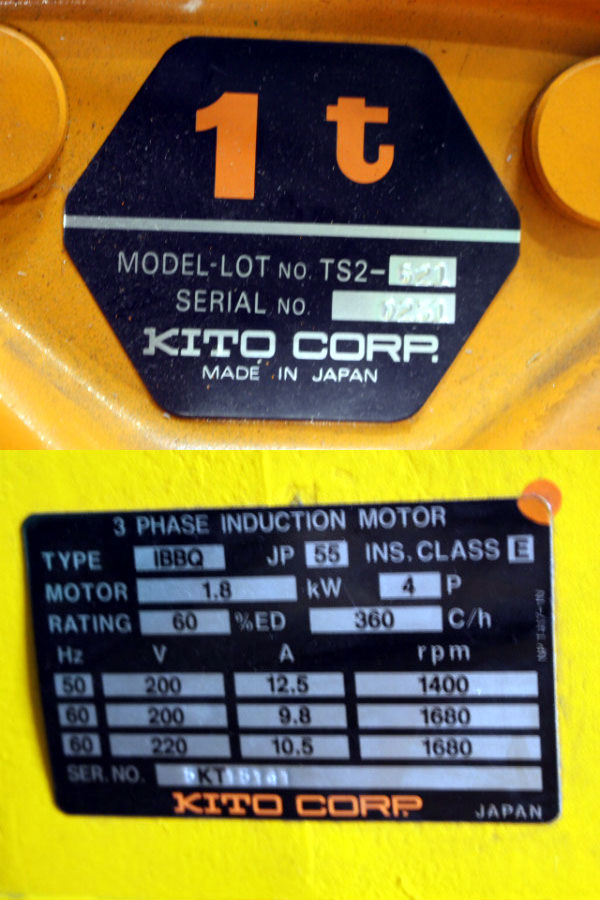 1 t
MODEL-LOT NO. TS2-
SERIAL NO.
KITO CORP.
MADE IN JAPAN
3 PHASE INDUCTION MOTOR
TYPE IBBQ JP 55 INS. CLASS E
MOTOR 1.8 kW 4 P
RATING 60 %ED 360 C/h
Hz V A rpm
50 200 12.5 1400
60 200 9.8 1680
60 220 10.5 1680
SER. NO.
KITO CORP. JAPAN